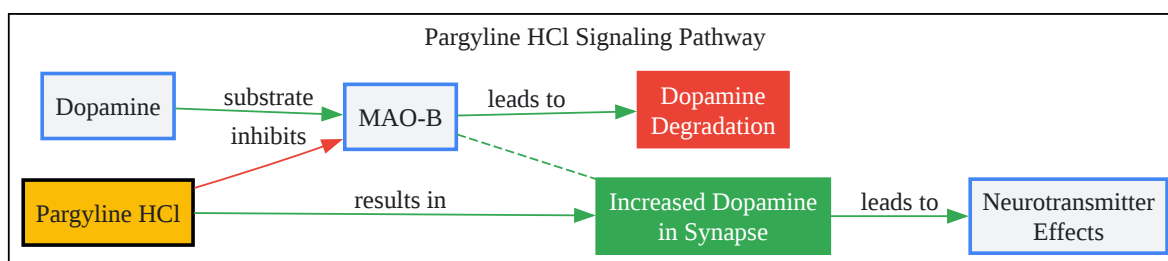 Pargyline HCl Signaling Pathway
Dopamine
substrate
inhibits
MAO-B
leads to
Dopamine
Degradation
Pargyline HCl
results in
Increased Dopamine
in Synapse
leads to
Neurotransmitter
Effects